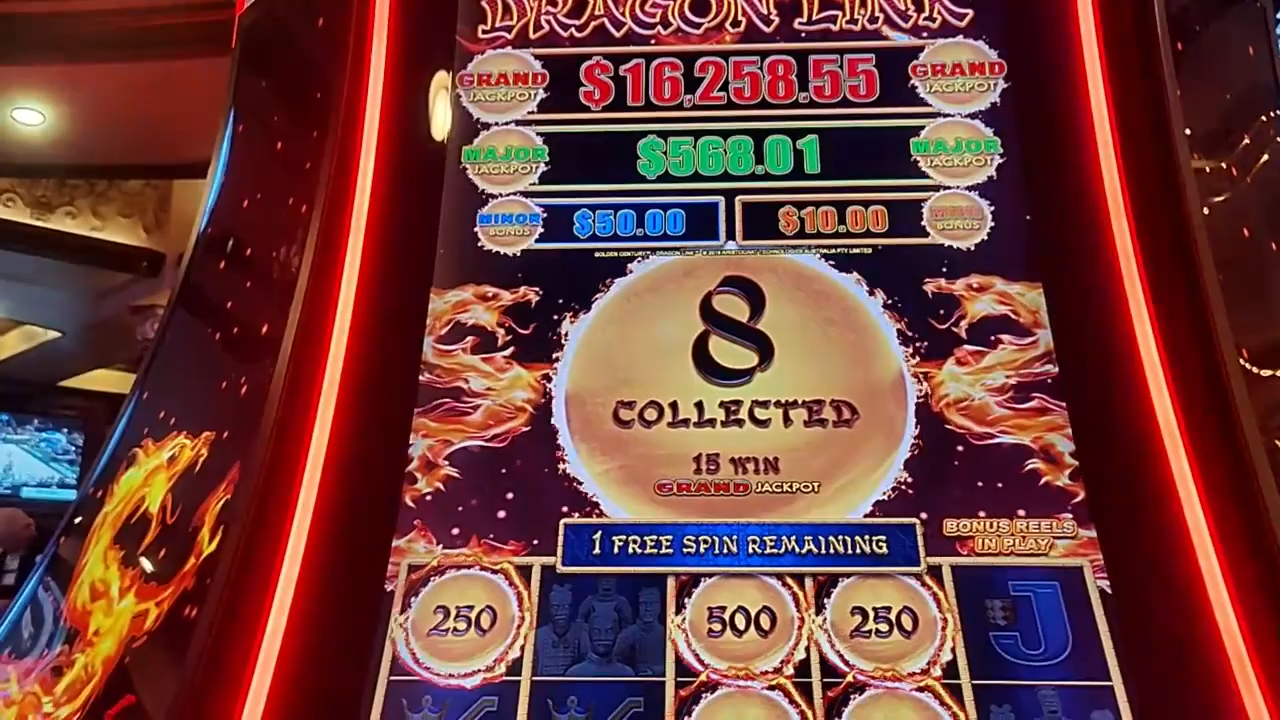 DRAGON LINK
GRAND JACKPOT $16,258.55 GRAND JACKPOT
MAJOR JACKPOT $568.01 MAJOR JACKPOT
MINOR BONUS $50.00 $10.00 BONUS
8
COLLECTED
15 WIN
GRAND JACKPOT
1 FREE SPIN REMAINING
BONUS REELS
IN PLAY
250 500 250 J